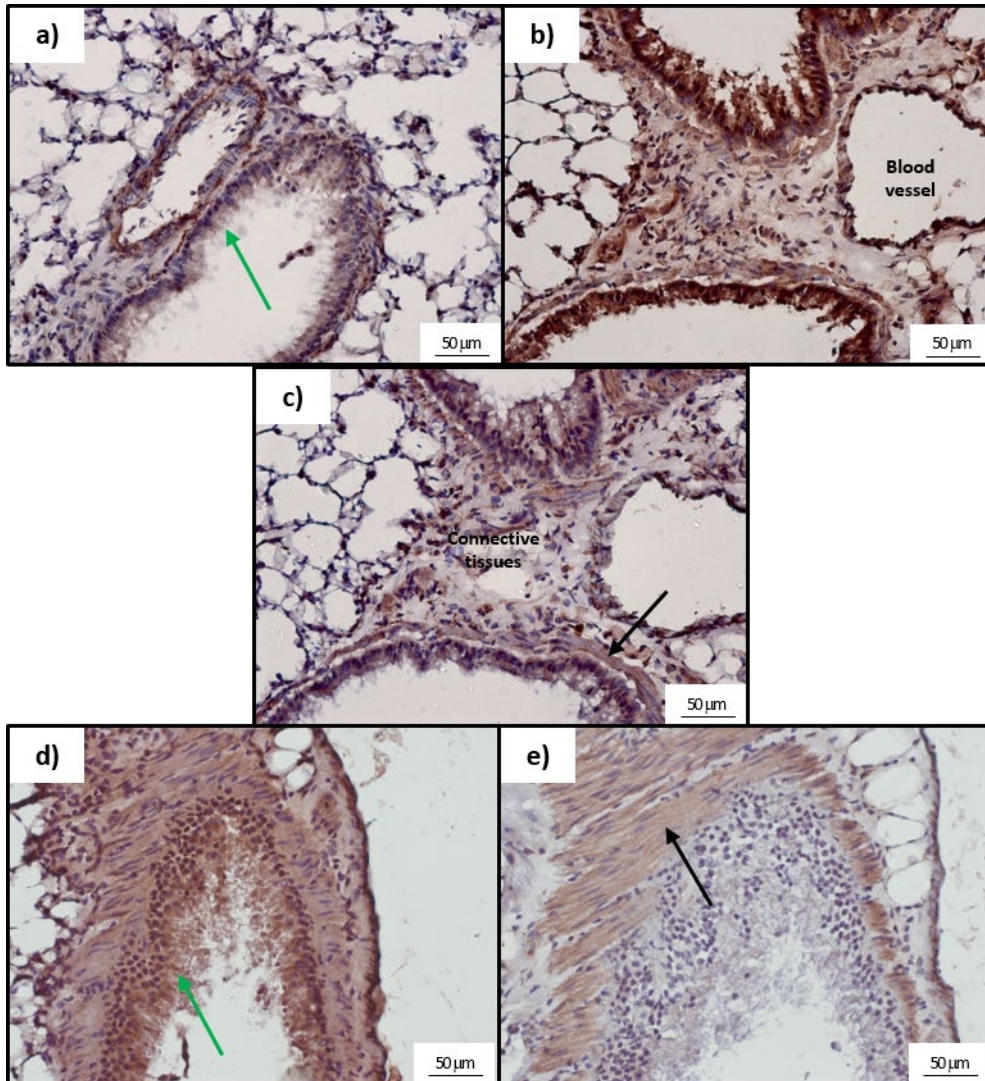 a)
50 µm
b)
Blood
vessel
50 µm
c)
Connective
tissues
50 µm
d)
50 µm
e)
50 µm